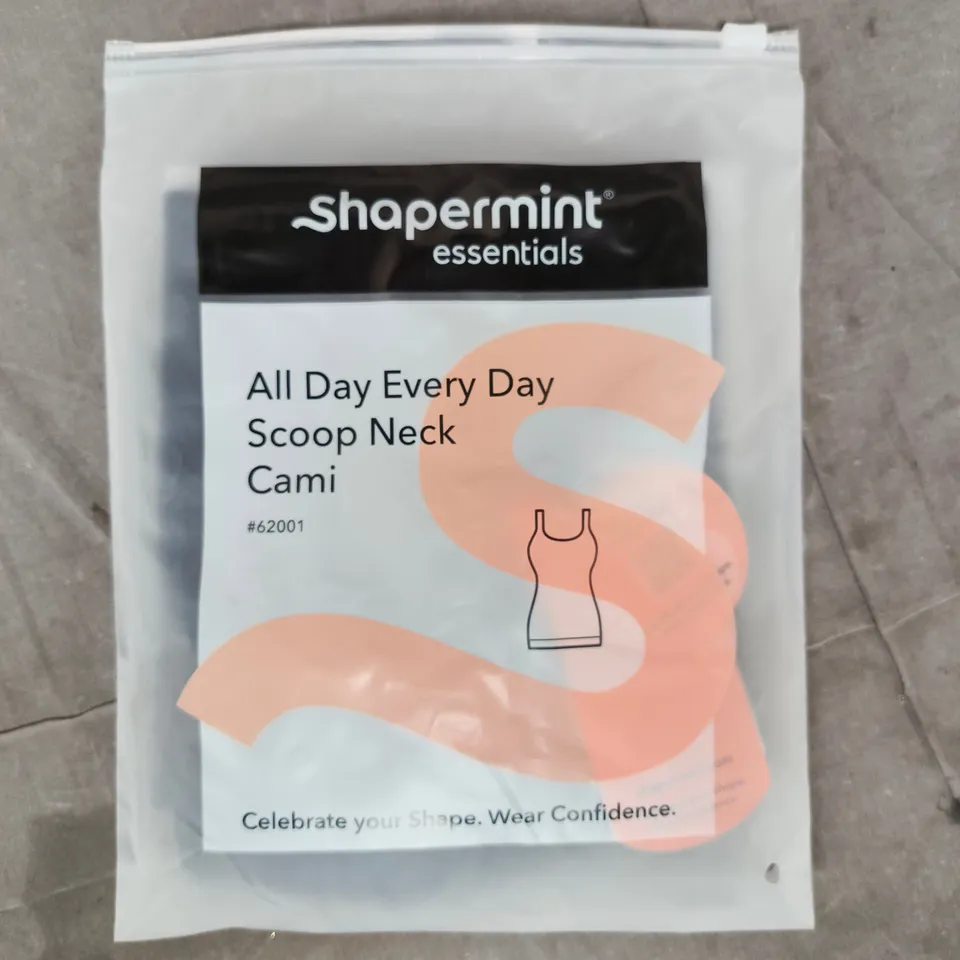 Shapermint®
essentials
All Day Every Day
Scoop Neck
Cami
#62001
Celebrate your Shape. Wear Confidence.